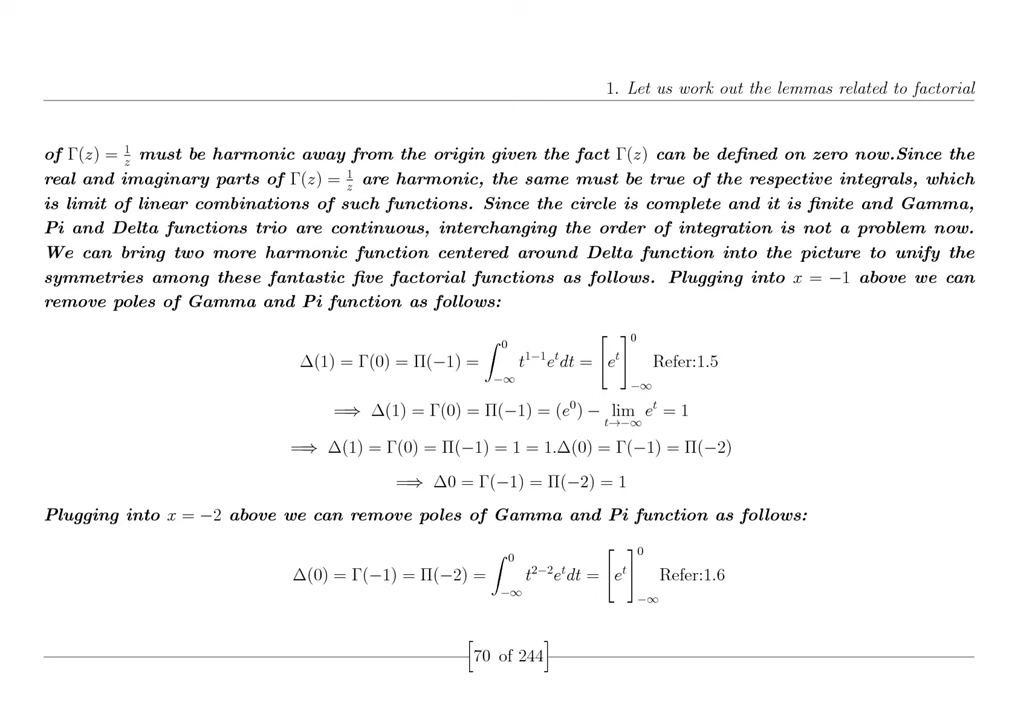 1. Let us work out the lemmas related to factorial
of Γ(z) = 1/z must be harmonic away from the origin given the fact Γ(z) can be defined on zero now.Since the
real and imaginary parts of Γ(z) = 1/z are harmonic, the same must be true of the respective integrals, which
is limit of linear combinations of such functions. Since the circle is complete and it is finite and Gamma,
Pi and Delta functions trio are continuous, interchanging the order of integration is not a problem now.
We can bring two more harmonic function centered around Delta function into the picture to unify the
symmetries among these fantastic five factorial functions as follows. Plugging into x = −1 above we can
remove poles of Gamma and Pi function as follows:
Δ(1) = Γ(0) = Π(−1) = ∫_{−∞}^{0} t^{1−1}e^t dt = [e^t]_{−∞}^{0} Refer:1.5
⟹ Δ(1) = Γ(0) = Π(−1) = (e^0) − lim_{t→−∞} e^t = 1
⟹ Δ(1) = Γ(0) = Π(−1) = 1 = 1.Δ(0) = Γ(−1) = Π(−2)
⟹ Δ0 = Γ(−1) = Π(−2) = 1
Plugging into x = −2 above we can remove poles of Gamma and Pi function as follows:
Δ(0) = Γ(−1) = Π(−2) = ∫_{−∞}^{0} t^{2−2}e^t dt = [e^t]_{−∞}^{0} Refer:1.6
[70 of 244]